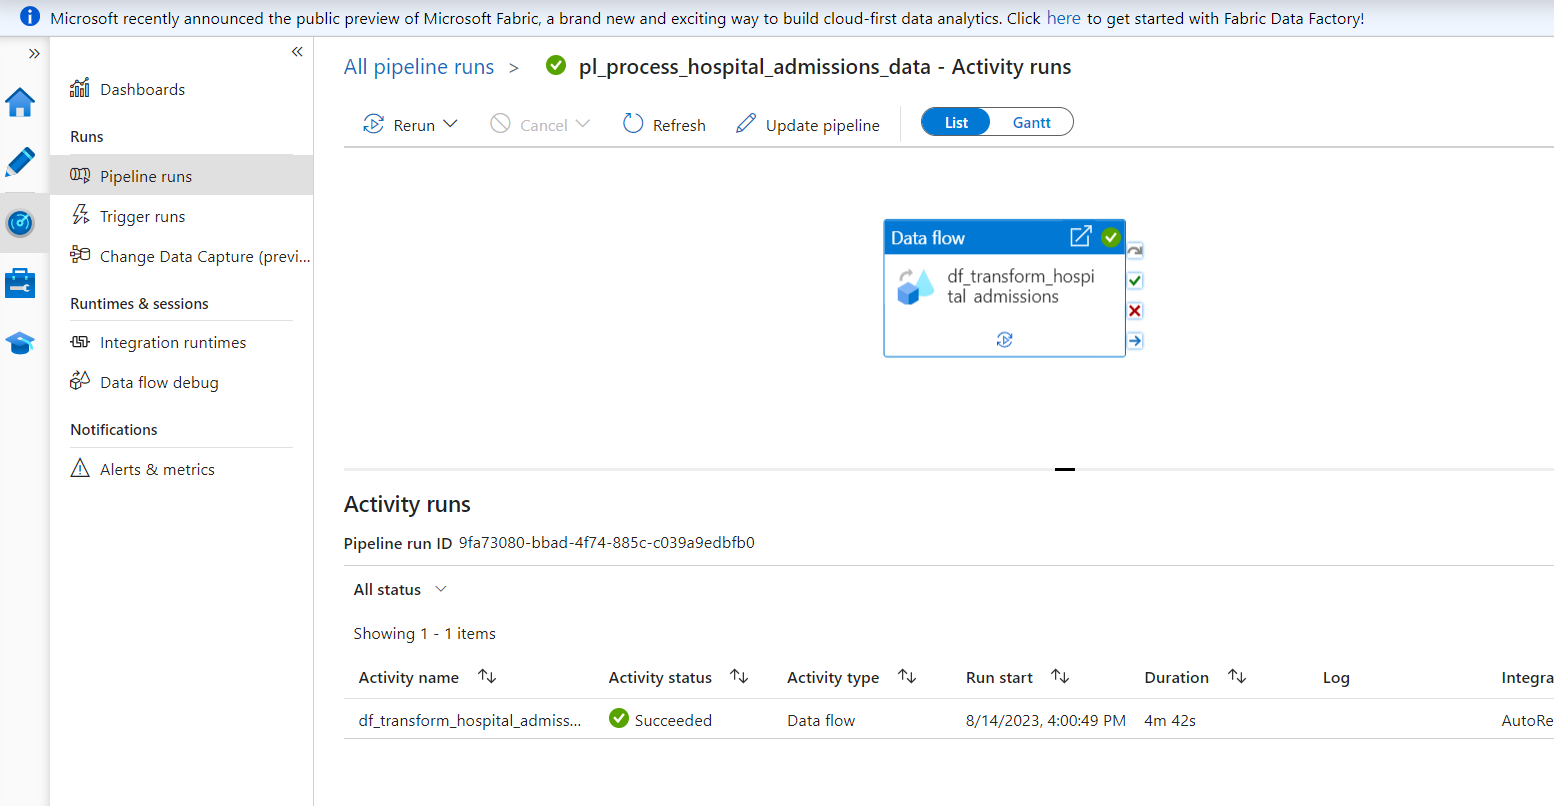 Microsoft recently announced the public preview of Microsoft Fabric, a brand new and exciting way to build cloud-first data analytics. Click here to get started with Fabric Data Factory!
Dashboards
Runs
Pipeline runs
Trigger runs
Change Data Capture (previ...
Runtimes & sessions
Integration runtimes
Data flow debug
Notifications
Alerts & metrics
All pipeline runs > pl_process_hospital_admissions_data - Activity runs
Rerun Cancel Refresh Update pipeline List Gantt
Data flow
df_transform_hospi
tal_admissions
Activity runs
Pipeline run ID 9fa73080-bbad-4f74-885c-c039a9edbfb0
All status
Showing 1 - 1 items
Activity name Activity status Activity type Run start Duration Log Integra
df_transform_hospital_admiss... Succeeded Data flow 8/14/2023, 4:00:49 PM 4m 42s AutoRe